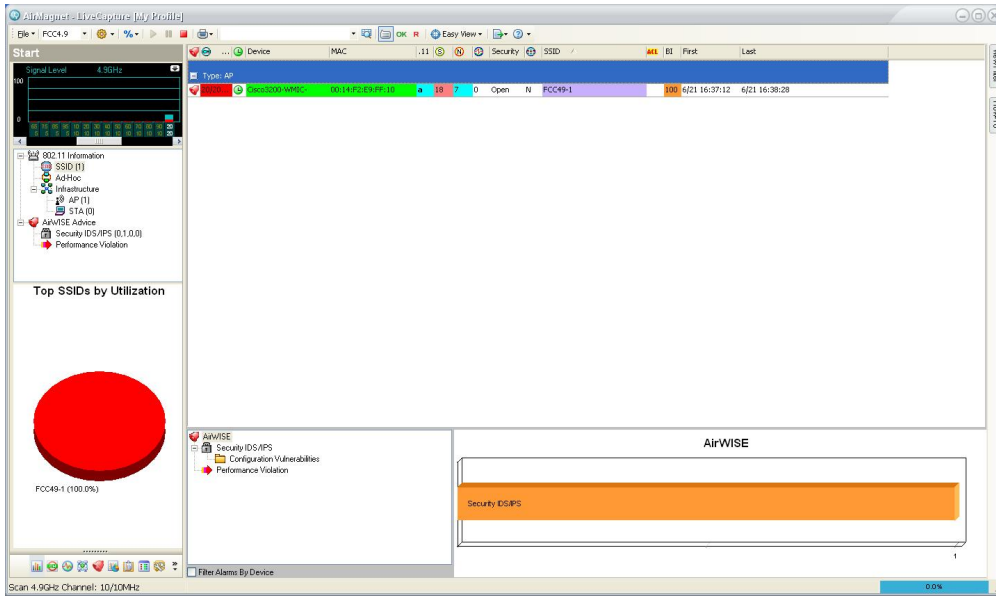 AirMagnet - LiveCapture [My Profile]
File FCC4.9 % OK R Easy View
Start
Signal Level 4.9GHz
100
0
802.11 Information
SSID (1)
Ad-Hoc
Infrastructure
AP (1)
STA (0)
AirWISE Advice
Security IDS/IPS (0,1,0,0)
Performance Violation
Top SSIDs by Utilization
FCC49-1 (100.0%)
... Device MAC .11 S N Security SSID / ACL BI First Last
Type: AP
Cisco3200-WMIC- 00:14:F2:E9:FF:10 a 18 7 0 Open N FCC49-1 100 6/21 16:37:12 6/21 16:38:28
AirWISE
Security IDS/IPS
Configuration Vulnerabilities
Performance Violation
Filter Alarms By Device
AirWISE
Security IDS/IPS
1
Scan 4.9GHz Channel: 10/10MHz
0.0%